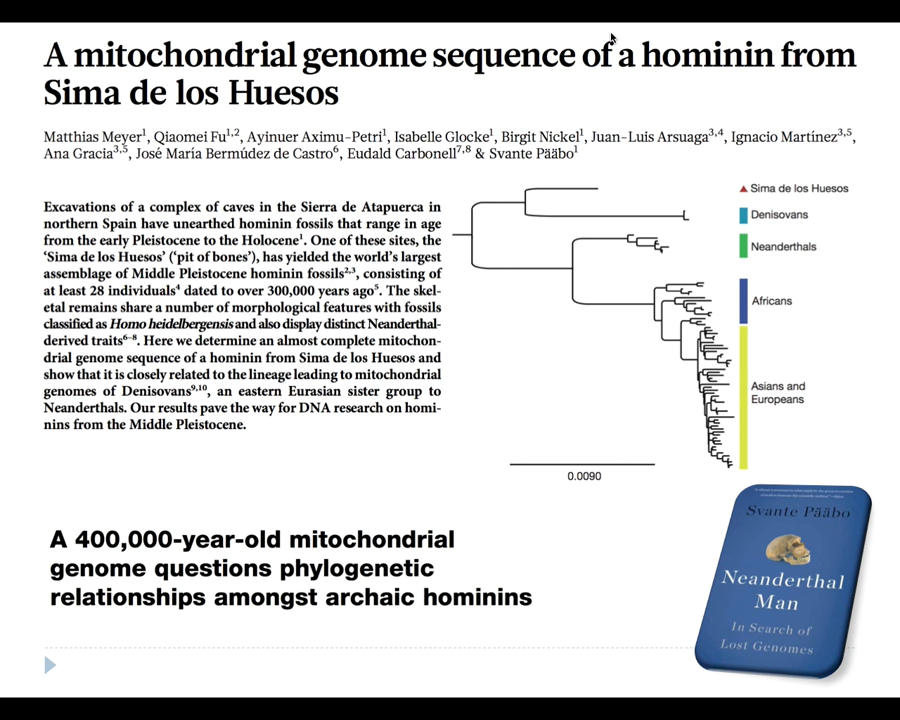 A mitochondrial genome sequence of a hominin from
Sima de los Huesos
Matthias Meyer¹, Qiaomei Fu¹,², Ayinuer Aximu-Petri¹, Isabelle Glocke¹, Birgit Nickel¹, Juan-Luis Arsuaga³,⁴, Ignacio Martínez³,⁵,
Ana Gracia³,⁵, José María Bermúdez de Castro⁶, Eudald Carbonell⁷,⁸ & Svante Pääbo¹
Excavations of a complex of caves in the Sierra de Atapuerca in
northern Spain have unearthed hominin fossils that range in age
from the early Pleistocene to the Holocene¹. One of these sites, the
‘Sima de los Huesos’ (‘pit of bones’), has yielded the world’s largest
assemblage of Middle Pleistocene hominin fossils²,³, consisting of
at least 28 individuals⁴ dated to over 300,000 years ago⁵. The skel-
etal remains share a number of morphological features with fossils
classified as Homo heidelbergensis and also display distinct Neanderthal-
derived traits⁶⁻⁸. Here we determine an almost complete mitochon-
drial genome sequence of a hominin from Sima de los Huesos and
show that it is closely related to the lineage leading to mitochondrial
genomes of Denisovans⁹,¹⁰, an eastern Eurasian sister group to
Neanderthals. Our results pave the way for DNA research on homi-
nins from the Middle Pleistocene.
Sima de los Huesos
Denisovans
Neanderthals
Africans
Asians and
Europeans
0.0090
A 400,000-year-old mitochondrial
genome questions phylogenetic
relationships amongst archaic hominins
Svante Pääbo
Neanderthal
Man
In Search of
Lost Genomes